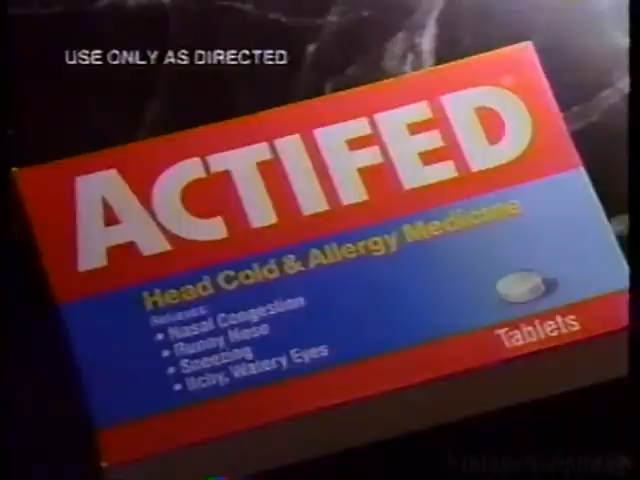 USE ONLY AS DIRECTED
ACTIFED
Head Cold & Allergy Medicine
Relieves:
• Nasal Congestion
• Runny Nose
• Sneezing
• Itchy, Watery Eyes
Tablets